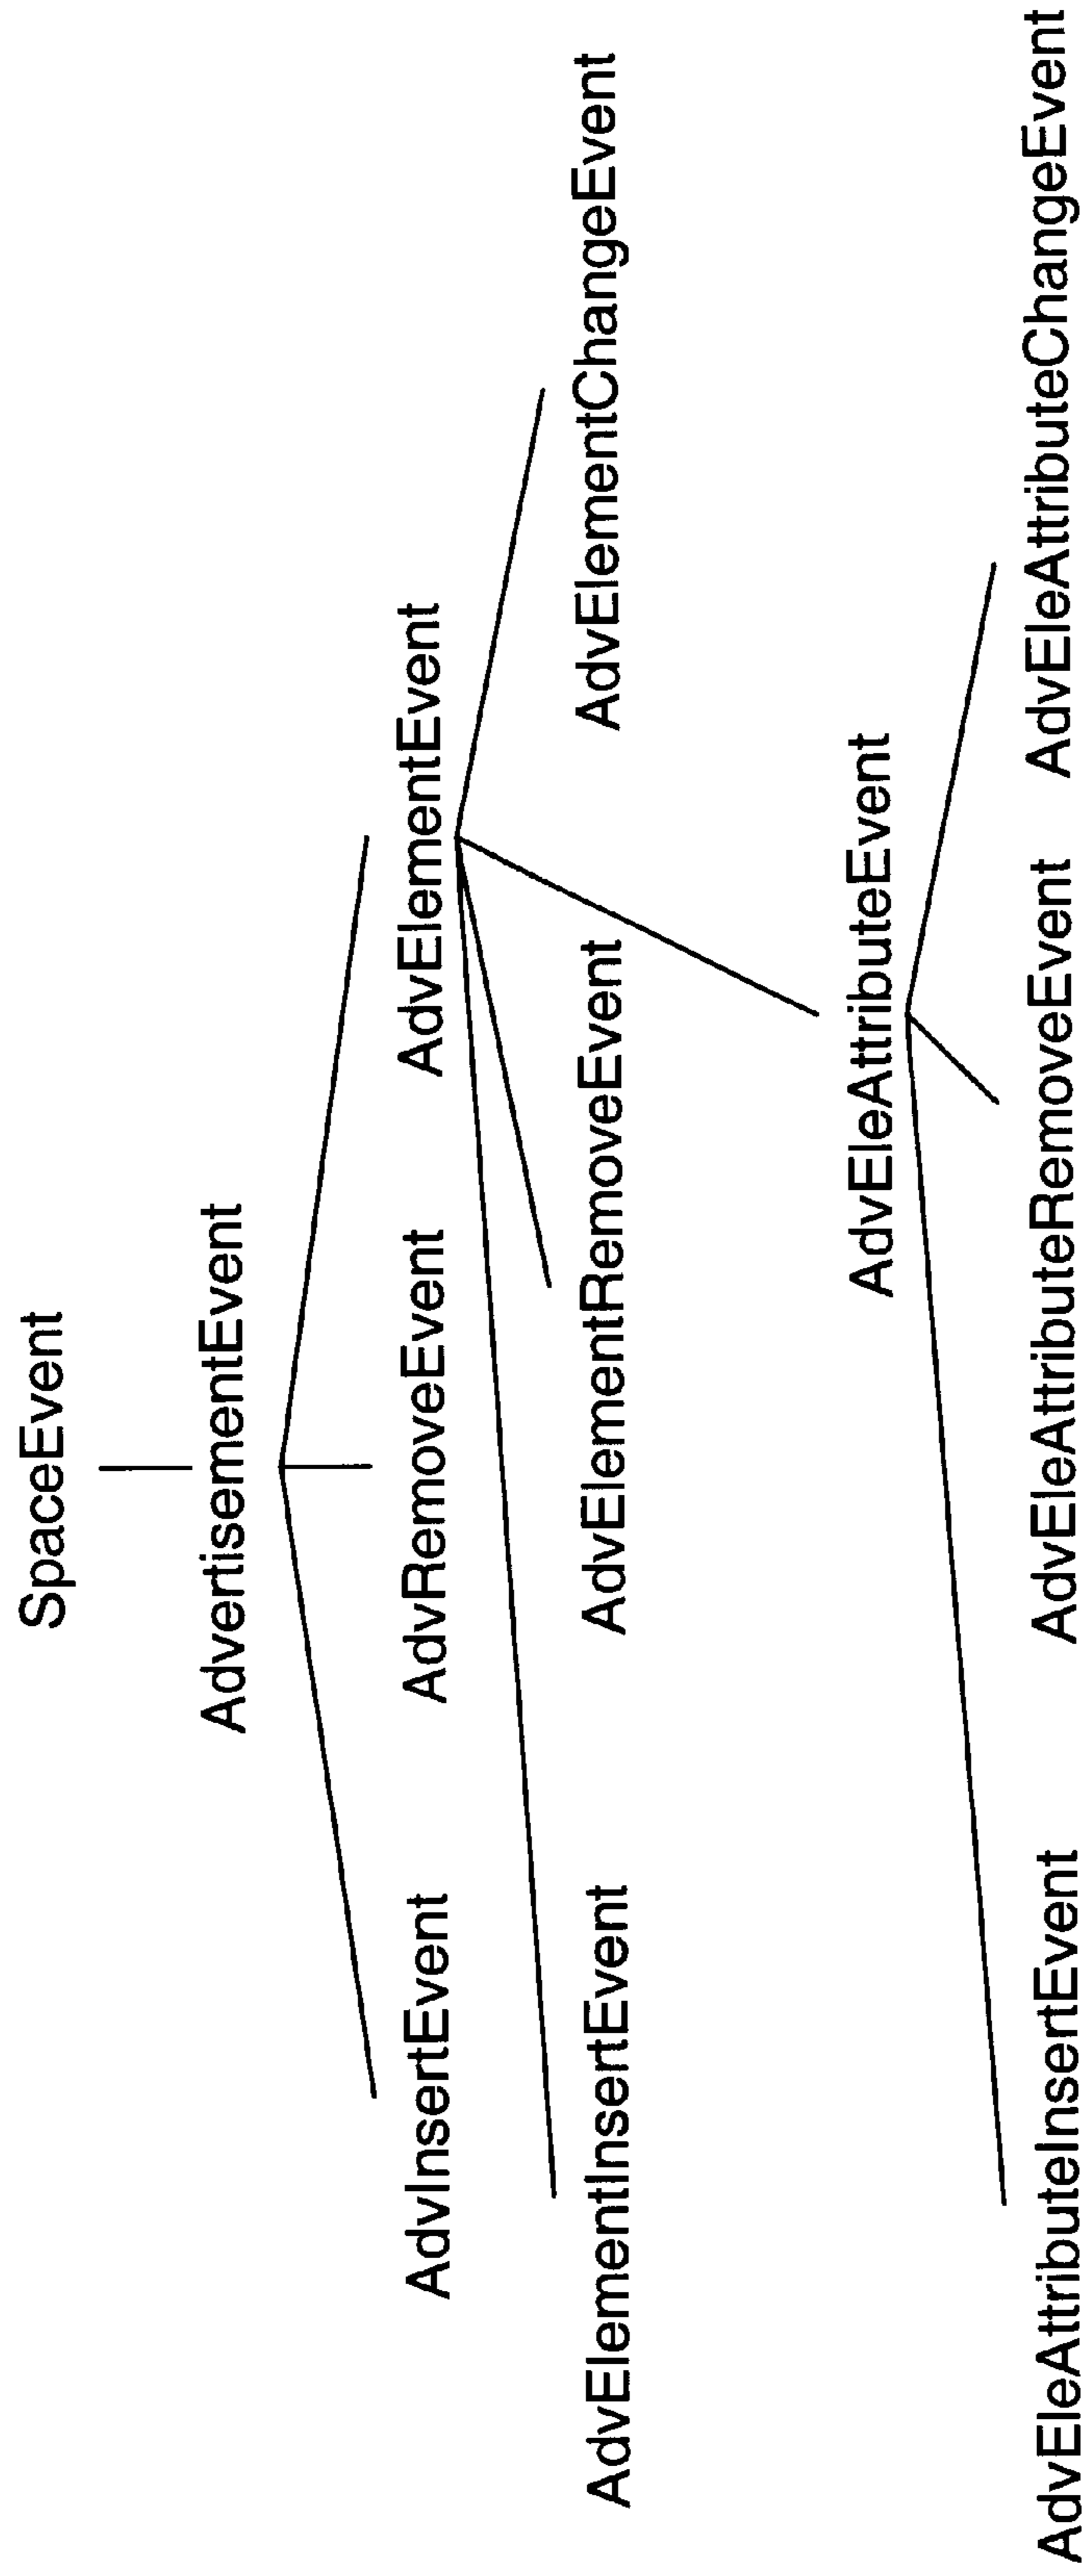 SpaceEvent
AdvertisementEvent
AdvInsertEvent
AdvRemoveEvent
AdvElementEvent
AdvElementInsertEvent
AdvElementRemoveEvent
AdvElementChangeEvent
AdvEleAttributeEvent
AdvEleAttributeInsertEvent
AdvEleAttributeRemoveEvent
AdvEleAttributeChangeEvent